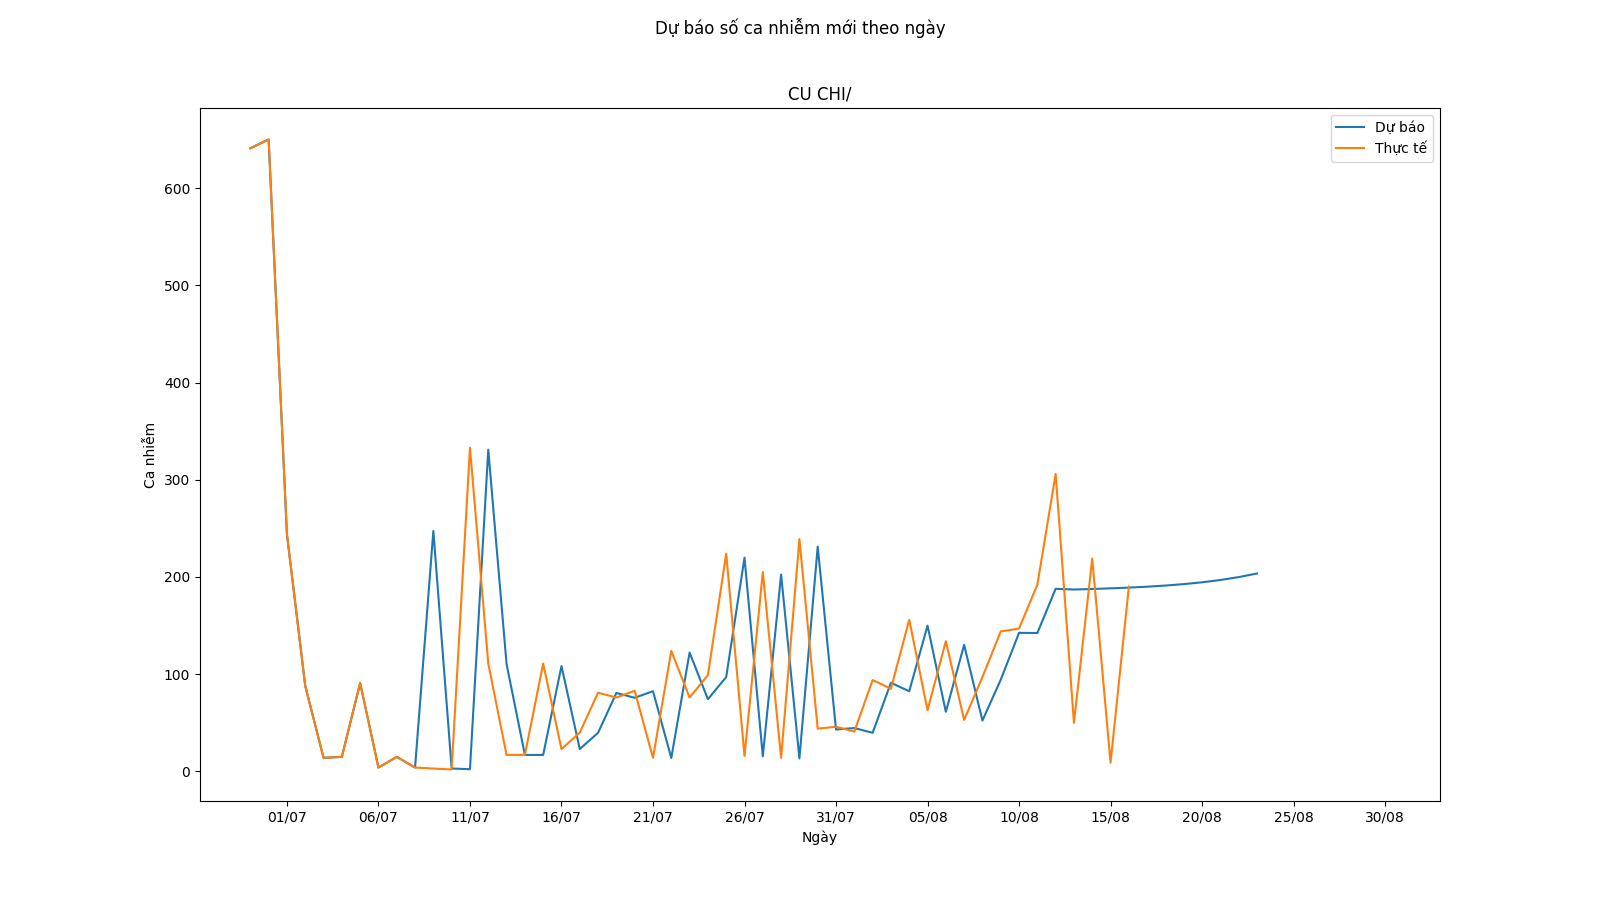 Dự báo số ca nhiễm mới theo ngày
CU CHI/
Dự báo
Thực tế
600
500
400
300
200
100
0
Ca nhiễm
01/07 06/07 11/07 16/07 21/07 26/07 31/07 05/08 10/08 15/08 20/08 25/08 30/08
Ngày